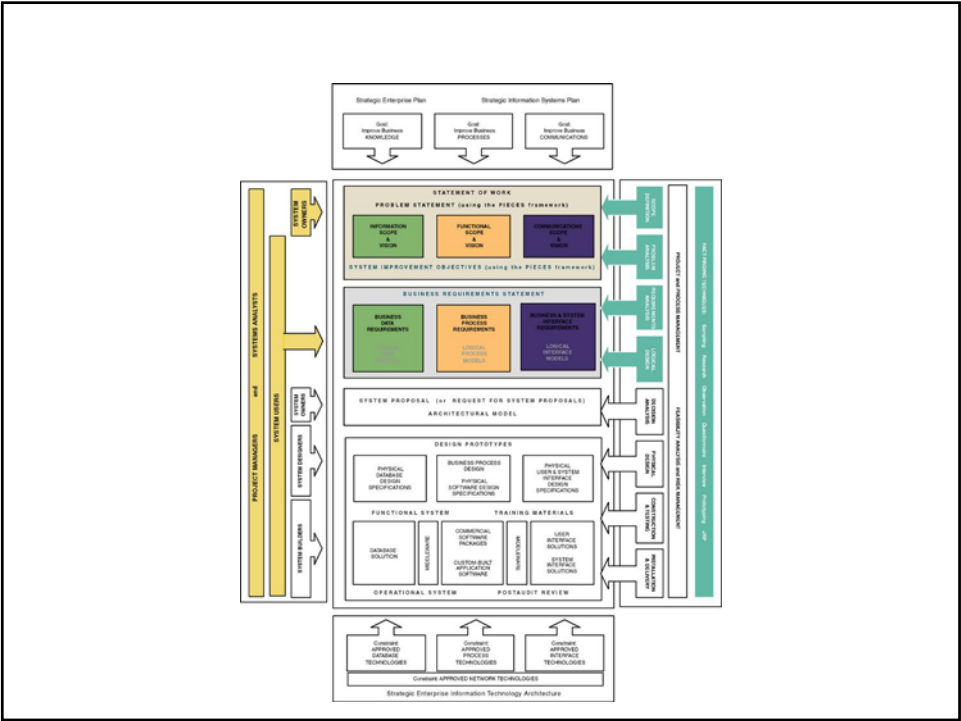 Strategic Enterprise Plan
Strategic Information Systems Plan
Goal:
Improve Business
KNOWLEDGE
Goal:
Improve Business
PROCESSES
Goal:
Improve Business
COMMUNICATIONS
PROJECT MANAGERS and SYSTEMS ANALYSTS
SYSTEM USERS
SYSTEM
OWNERS
SYSTEM
OWNERS
SYSTEM DESIGNERS
SYSTEM BUILDERS
STATEMENT OF WORK
PROBLEM STATEMENT (using the PIECES framework)
INFORMATION
SCOPE
&
VISION
FUNCTIONAL
SCOPE
&
VISION
COMMUNICATIONS
SCOPE
&
VISION
SYSTEM IMPROVEMENT OBJECTIVES (using the PIECES framework)
BUSINESS REQUIREMENTS STATEMENT
BUSINESS
DATA
REQUIREMENTS
BUSINESS
PROCESS
REQUIREMENTS
LOGICAL
PROCESS
MODELS
BUSINESS & SYSTEM
INTERFACE
REQUIREMENTS
LOGICAL
INTERFACE
MODELS
SYSTEM PROPOSAL (or REQUEST FOR SYSTEM PROPOSALS)
ARCHITECTURAL MODEL
DESIGN PROTOTYPES
PHYSICAL
DATABASE
DESIGN
SPECIFICATIONS
BUSINESS PROCESS
DESIGN
PHYSICAL
SOFTWARE DESIGN
SPECIFICATIONS
PHYSICAL
USER & SYSTEM
INTERFACE
DESIGN
SPECIFICATIONS
FUNCTIONAL SYSTEM
TRAINING MATERIALS
DATABASE
SOLUTION
MIDDLEWARE
COMMERCIAL
SOFTWARE
PACKAGES
CUSTOM-BUILT
APPLICATION
SOFTWARE
MIDDLEWARE
USER
INTERFACE
SOLUTIONS
SYSTEM
INTERFACE
SOLUTIONS
OPERATIONAL SYSTEM
POSTAUDIT REVIEW
SCOPE
DEFINITION
PROBLEM
ANALYSIS
REQUIREMENTS
ANALYSIS
LOGICAL
DESIGN
DECISION
ANALYSIS
PHYSICAL
DESIGN
CONSTRUCTION
& TESTING
INSTALLATION
& DELIVERY
PROJECT and PROCESS MANAGEMENT
FEASIBILITY ANALYSIS and RISK MANAGEMENT
FACT FINDING TECHNIQUES: Sampling Research Observation Questionnaire Interview Prototyping JRP
Constraint:
APPROVED
DATABASE
TECHNOLOGIES
Constraint:
APPROVED
PROCESS
TECHNOLOGIES
Constraint:
APPROVED
INTERFACE
TECHNOLOGIES
Constraint: APPROVED NETWORK TECHNOLOGIES
Strategic Enterprise Information Technology Architecture